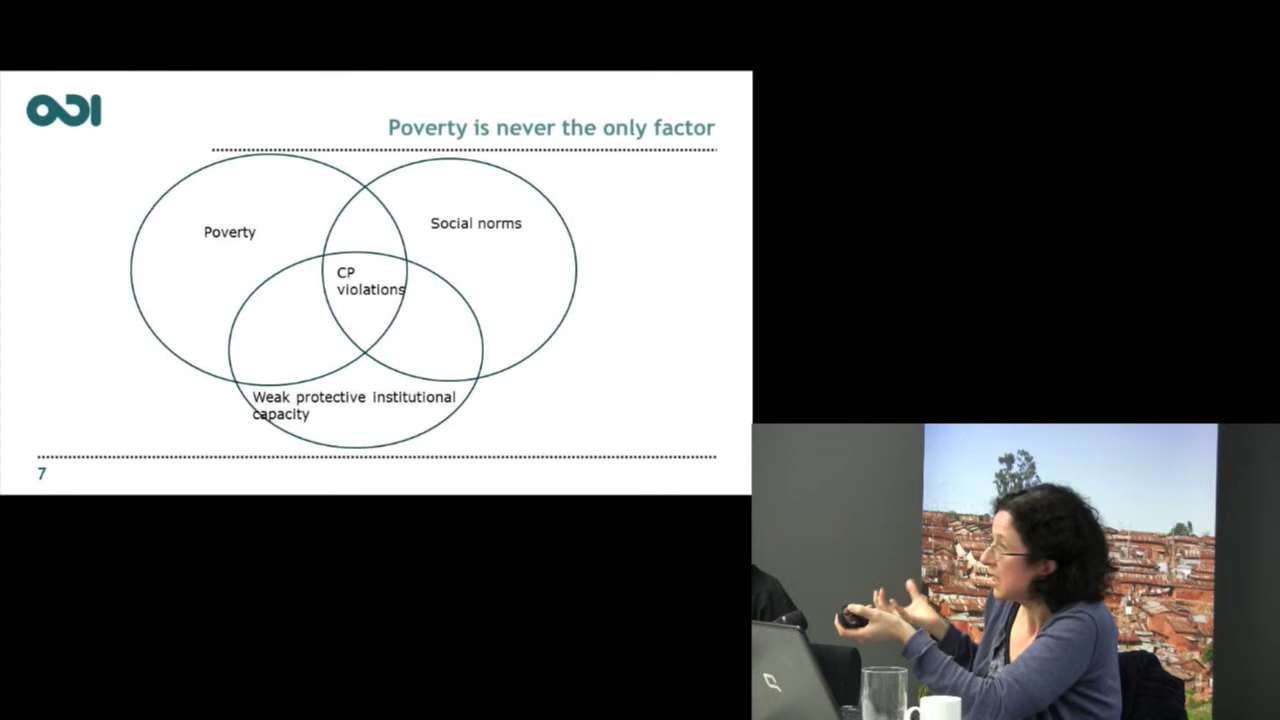 ODI
Poverty is never the only factor
Poverty
Social norms
CP
violations
Weak protective institutional
capacity
7